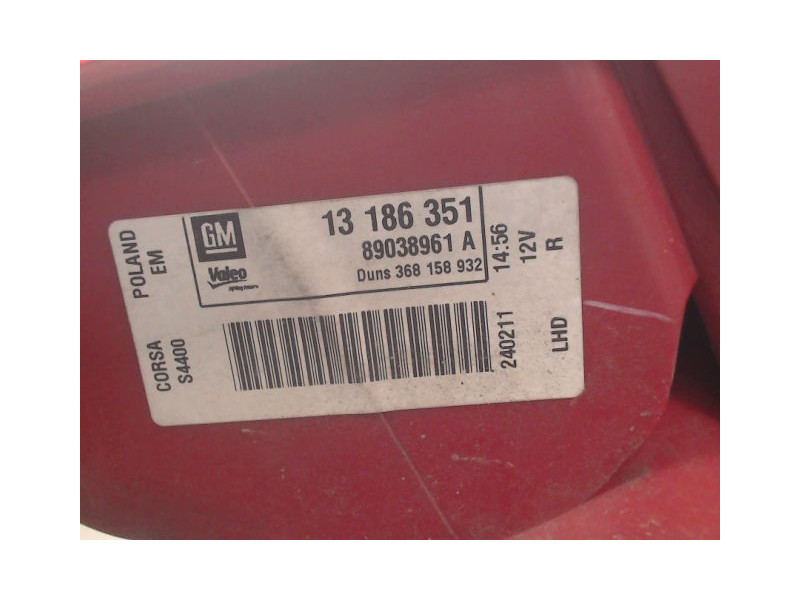 POLAND
EM
GM
Valeo
13 186 351
89038961 A
Duns 368 158 932
14:56
12V
R
CORSA
S4400
240211
LHD